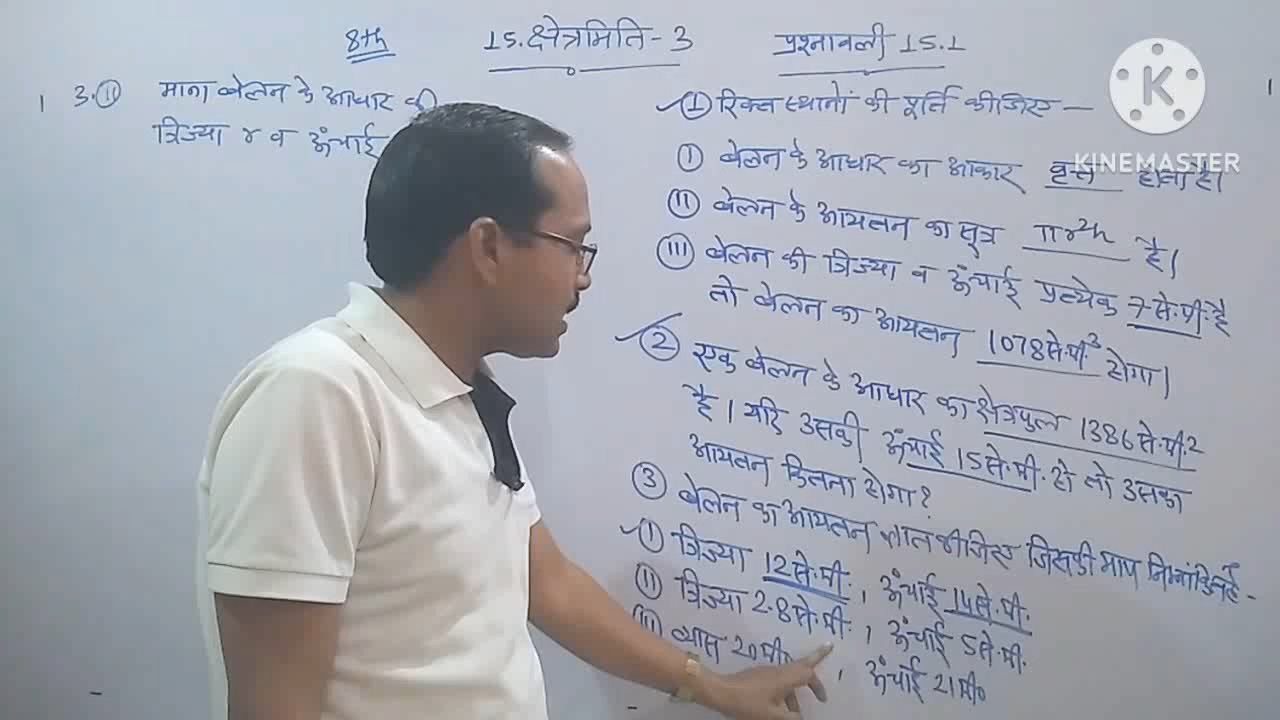 8th 15. क्षेत्रमिति - 3 प्रश्नावली 15.1
3. (II) माना बेलन के आधार की
त्रिज्या r व ऊंचाई
(1) रिक्त स्थानों की पूर्ति कीजिए -
(I) बेलन के आधार का आकार वृत्त होता है।
(II) बेलन के आयतन का सूत्र πr²h है।
(III) बेलन की त्रिज्या व ऊंचाई प्रत्येक 7 से.मी. है
तो बेलन का आयतन 1078 से.मी³ होगा।
(2) एक बेलन के आधार का क्षेत्रफल 1386 से.मी.2
है। यदि उसकी ऊंचाई 15 से.मी. हो तो उसका
आयतन कितना होगा?
(3) बेलन का आयतन ज्ञात कीजिए जिसकी माप निम्नांकित है -
(I) त्रिज्या 12 से.मी., ऊंचाई 14 से.मी.
(II) त्रिज्या 2.8 से.मी., ऊंचाई 5 से.मी.
(III) व्यास 20 मी०, ऊंचाई 21 मी०
K
KINEMASTER